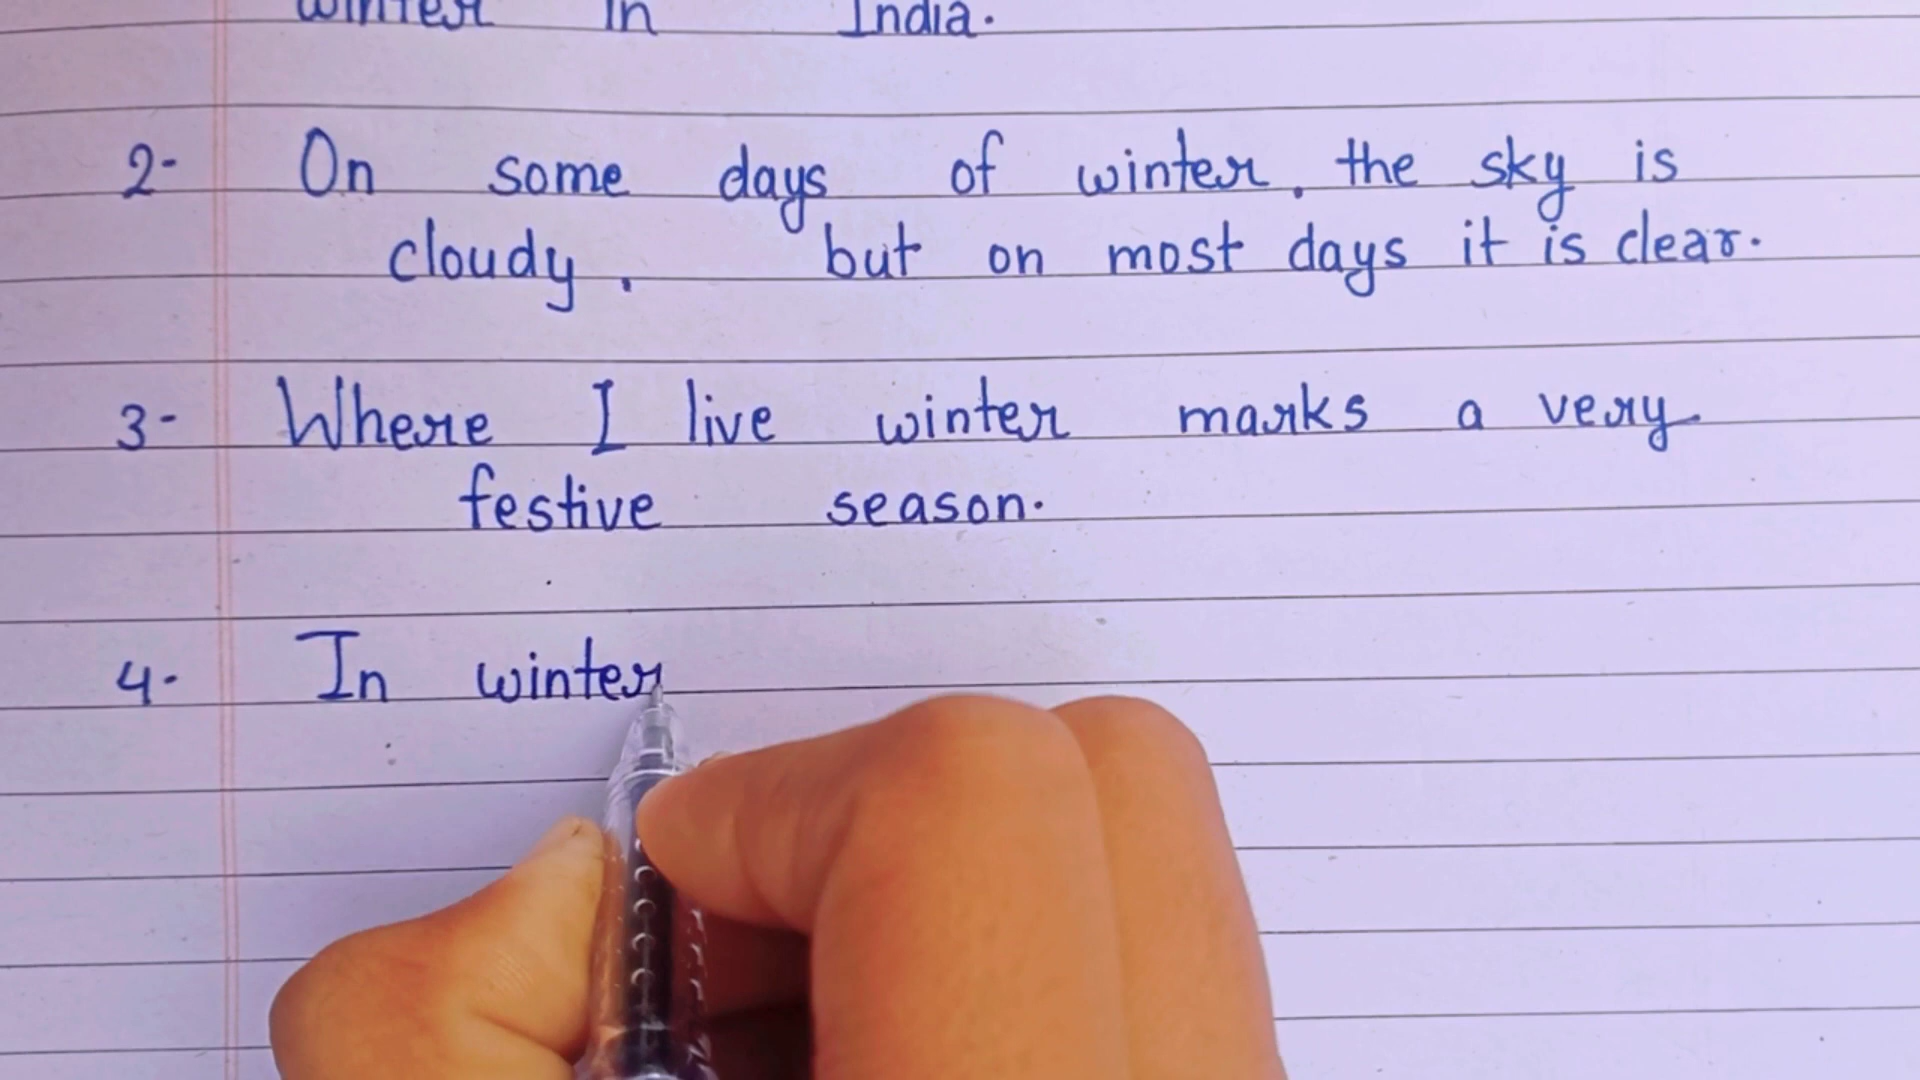 winter in India.
2- On some days of winter, the sky is
cloudy, but on most days it is clear.
3- Where I live winter marks a very
festive season.
4. In winter